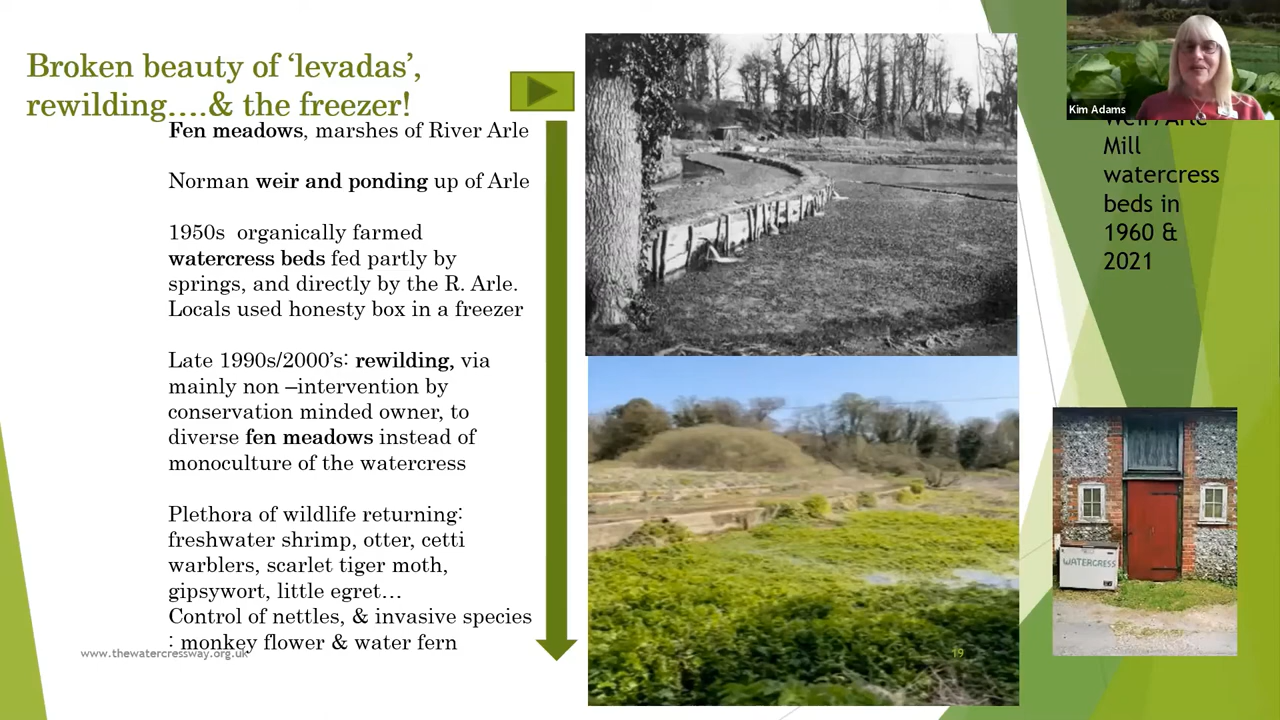 Broken beauty of ‘levadas’,
rewilding….& the freezer!
Fen meadows, marshes of River Arle
Norman weir and ponding up of Arle
1950s organically farmed
watercress beds fed partly by
springs, and directly by the R. Arle.
Locals used honesty box in a freezer
Late 1990s/2000’s: rewilding, via
mainly non –intervention by
conservation minded owner, to
diverse fen meadows instead of
monoculture of the watercress
Plethora of wildlife returning:
freshwater shrimp, otter, cetti
warblers, scarlet tiger moth,
gipsywort, little egret…
Control of nettles, & invasive species
: monkey flower & water fern
www.thewatercressway.org.uk
19
Kim Adams
Weir / Arle
Mill
watercress
beds in
1960 &
2021
WATERCRESS